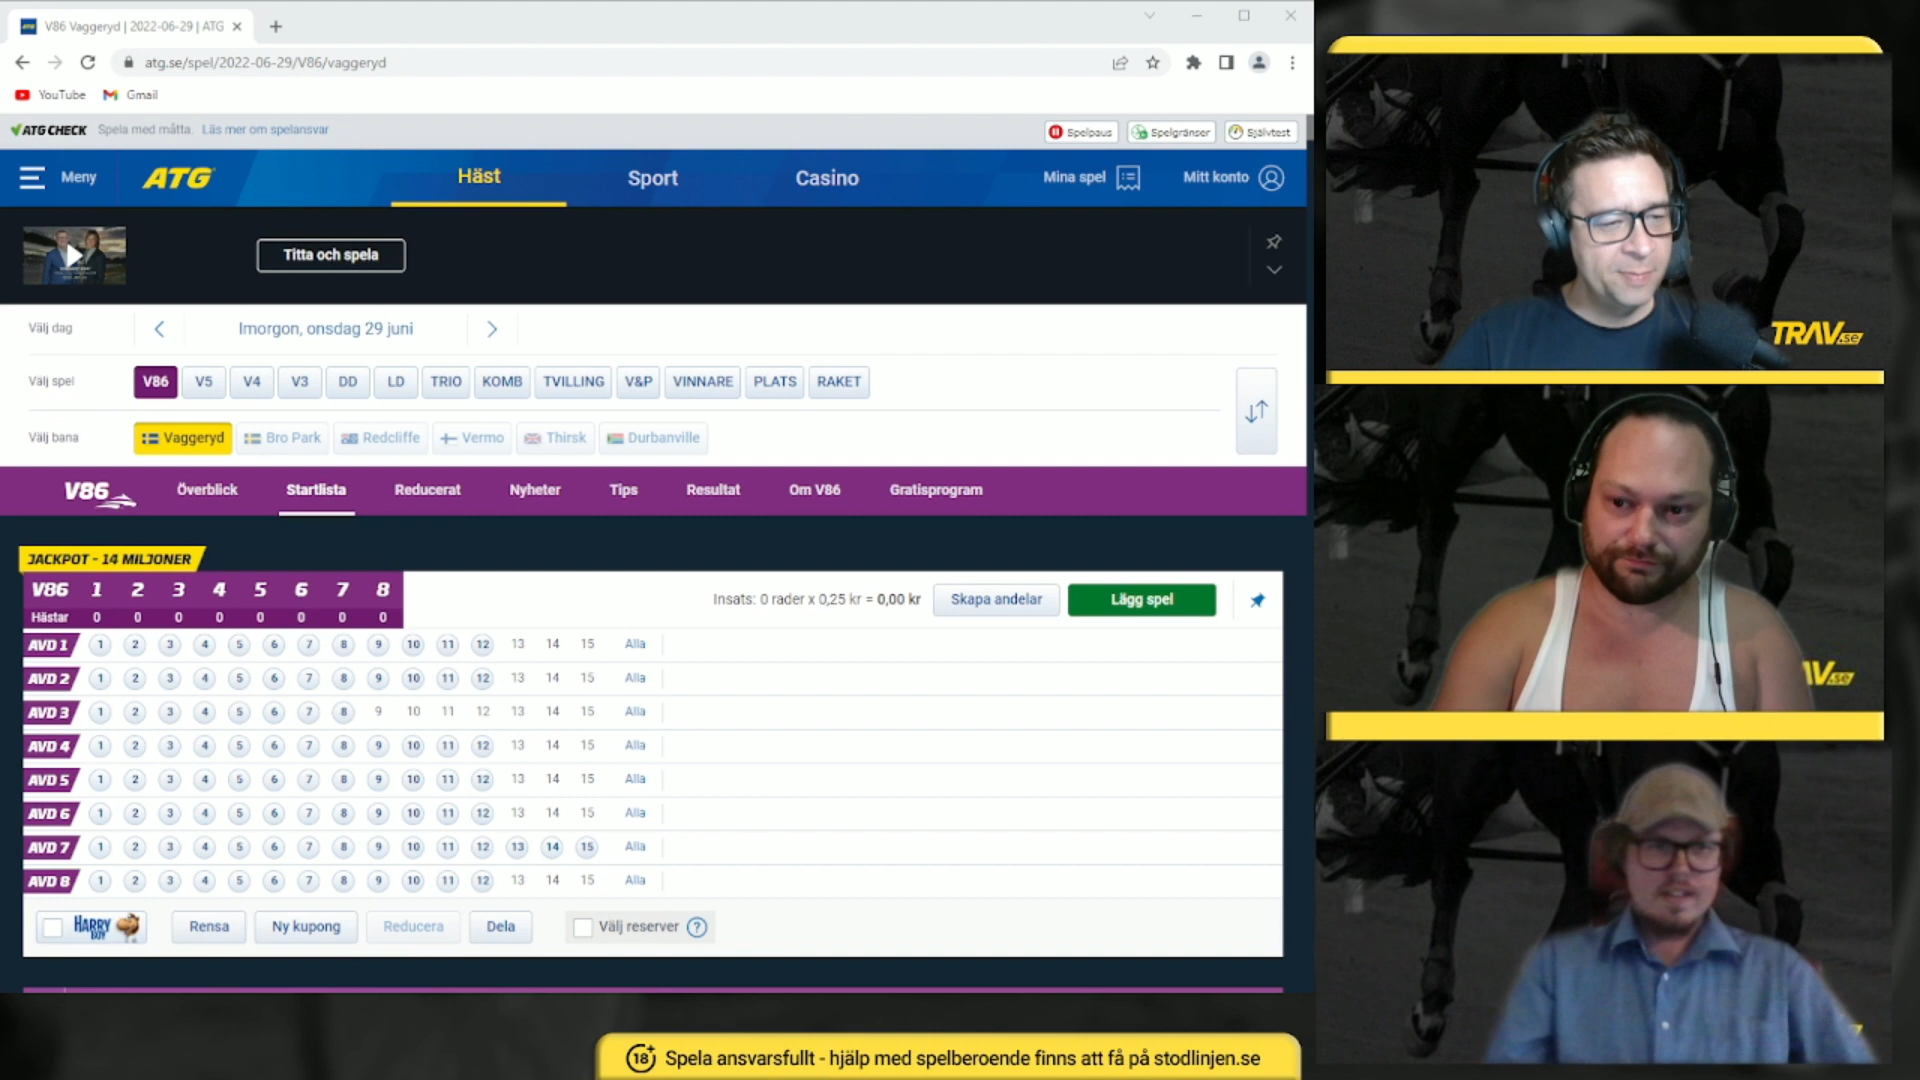 V86 Vaggeryd | 2022-06-29 | ATG
atg.se/spel/2022-06-29/V86/vaggeryd
YouTube Gmail
ATG CHECK Spela med måtta. Läs mer om spelansvar Spelpaus Spelgränser Självtest
Meny ATG Häst Sport Casino Mina spel Mitt konto
Titta och spela
Välj dag Imorgon, onsdag 29 juni
Välj spel V86 V5 V4 V3 DD LD TRIO KOMB TVILLING V&P VINNARE PLATS RAKET
Välj bana Vaggeryd Bro Park Redcliffe Vermo Thirsk Durbanville
V86 Överblick Startlista Reducerat Nyheter Tips Resultat Om V86 Gratisprogram
JACKPOT - 14 MILJONER
V86 1 2 3 4 5 6 7 8
Insats: 0 rader x 0,25 kr = 0,00 kr Skapa andelar Lägg spel
Hästar 0 0 0 0 0 0 0 0
AVD 1 1 2 3 4 5 6 7 8 9 10 11 12 13 14 15 Alla
AVD 2 1 2 3 4 5 6 7 8 9 10 11 12 13 14 15 Alla
AVD 3 1 2 3 4 5 6 7 8 9 10 11 12 13 14 15 Alla
AVD 4 1 2 3 4 5 6 7 8 9 10 11 12 13 14 15 Alla
AVD 5 1 2 3 4 5 6 7 8 9 10 11 12 13 14 15 Alla
AVD 6 1 2 3 4 5 6 7 8 9 10 11 12 13 14 15 Alla
AVD 7 1 2 3 4 5 6 7 8 9 10 11 12 13 14 15 Alla
AVD 8 1 2 3 4 5 6 7 8 9 10 11 12 13 14 15 Alla
HARRY BOY Rensa Ny kupong Reducera Dela Välj reserver ?
TRAV.se
AV.se
18+ Spela ansvarsfullt - hjälp med spelberoende finns att få på stodlinjen.se